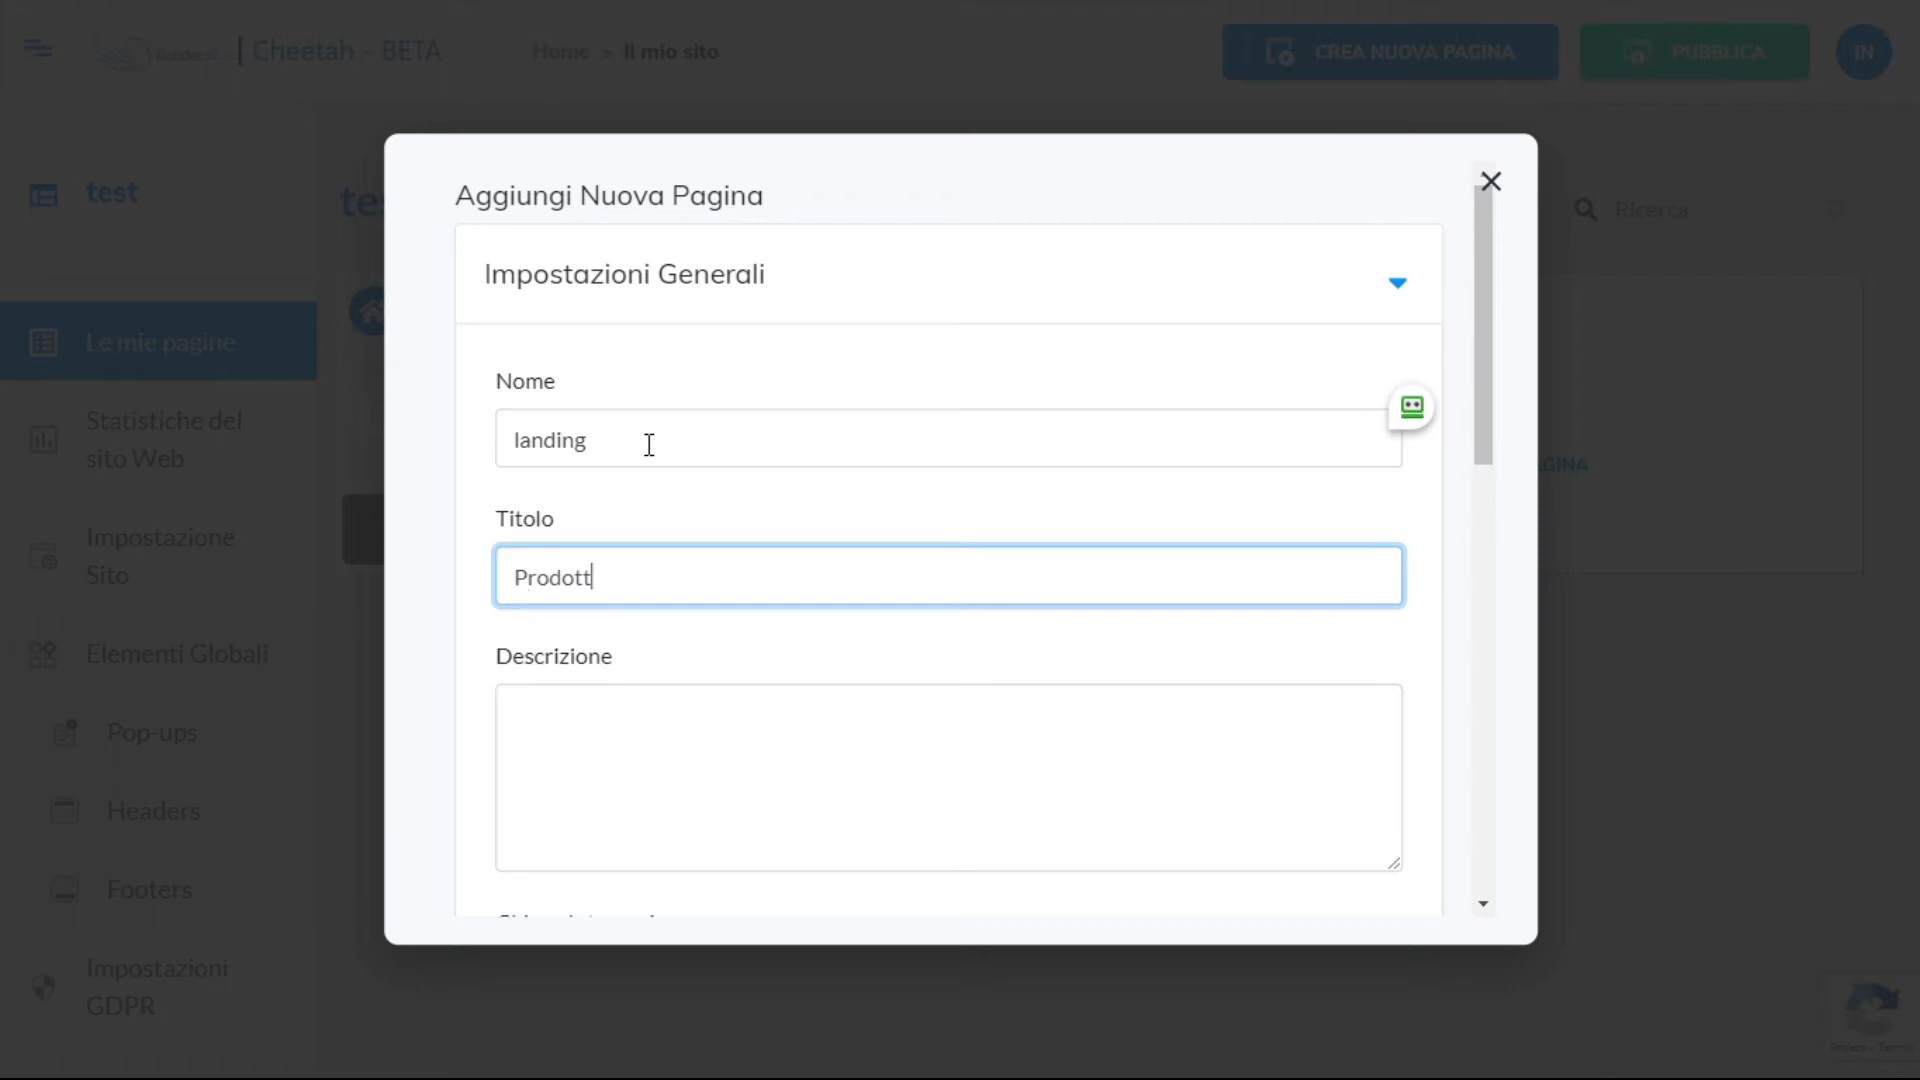 Cheetah - BETA
Home > Il mio sito
CREA NUOVA PAGINA
PUBBLICA
IN
test
Ricerca
Le mie pagine
Statistiche del
sito Web
Impostazione
Sito
Elementi Globali
Pop-ups
Headers
Footers
Impostazioni
GDPR
Aggiungi Nuova Pagina
Impostazioni Generali
Nome
landing
Titolo
Prodott
Descrizione